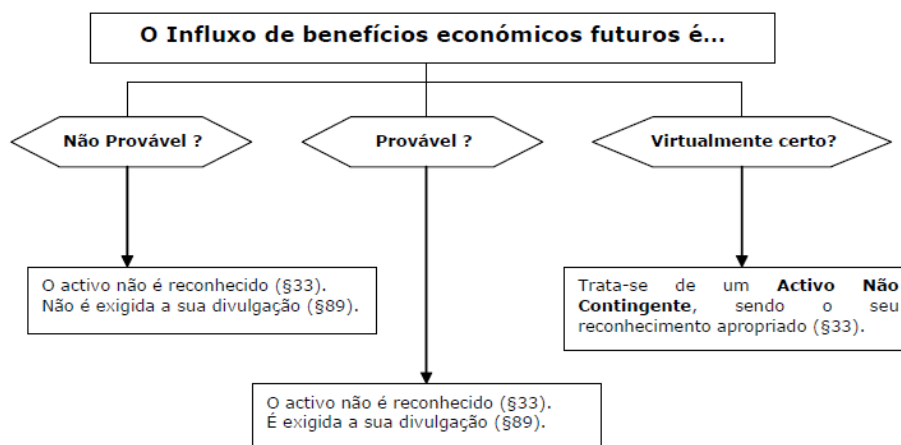 O Influxo de benefícios económicos futuros é...
Não Provável ?
Provável ?
Virtualmente certo?
O activo não é reconhecido (§33).
Não é exigida a sua divulgação (§89).
Trata-se de um Activo Não
Contingente, sendo o seu
reconhecimento apropriado (§33).
O activo não é reconhecido (§33).
É exigida a sua divulgação (§89).